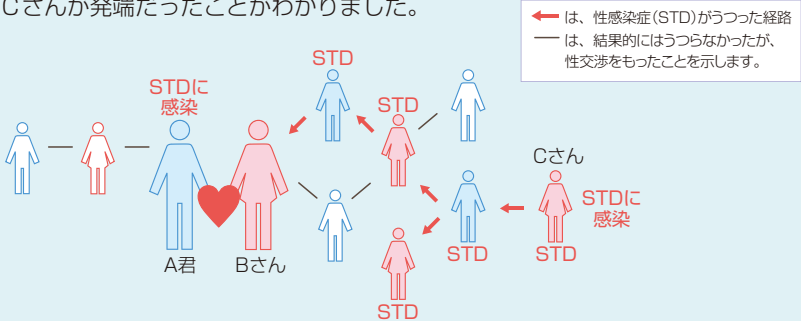 Cさんが発端だったことがわかりました。
は、性感染症（STD）がうつった経路
は、結果的にはうつらなかったが、
性交渉をもったことを示します。
STD
STDに
感染
STD
Cさん
STDに
感染
STD
STD
A君
Bさん
STD